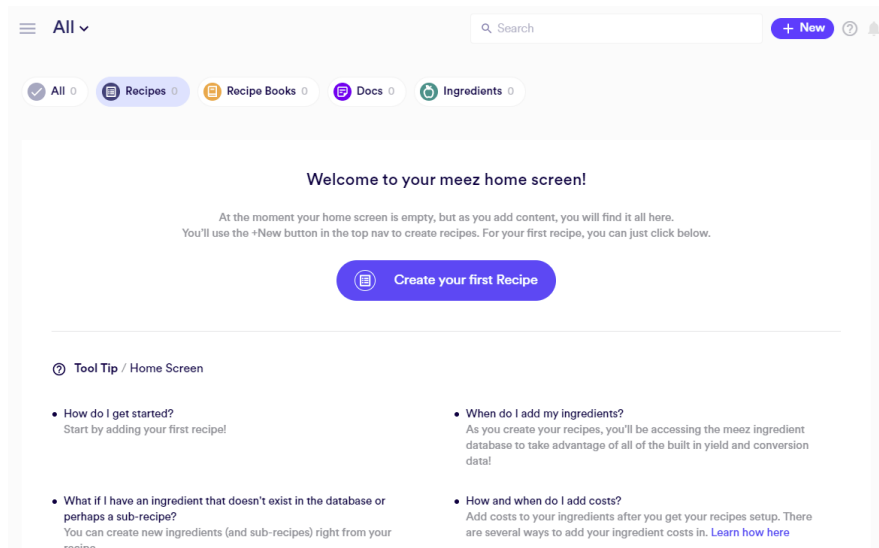 All
Search
+ New
All 0
Recipes 0
Recipe Books 0
Docs 0
Ingredients 0
Welcome to your meez home screen!
At the moment your home screen is empty, but as you add content, you will find it all here.
You'll use the +New button in the top nav to create recipes. For your first recipe, you can just click below.
Create your first Recipe
Tool Tip / Home Screen
How do I get started?
Start by adding your first recipe!
When do I add my ingredients?
As you create your recipes, you'll be accessing the meez ingredient
database to take advantage of all of the built in yield and conversion
data!
What if I have an ingredient that doesn't exist in the database or
perhaps a sub-recipe?
You can create new ingredients (and sub-recipes) right from your
recipe
How and when do I add costs?
Add costs to your ingredients after you get your recipes setup. There
are several ways to add your ingredient costs in. Learn how here